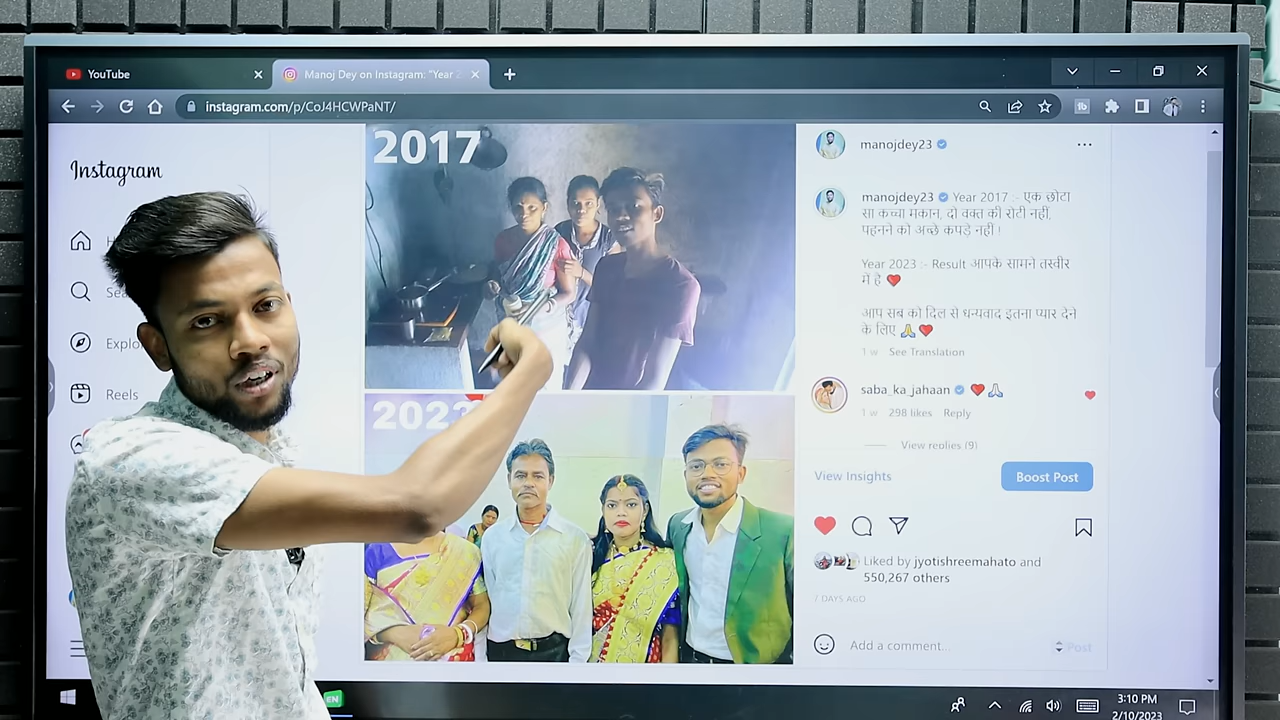 YouTube
Manoj Dey on Instagram: "Year 2
instagram.com/p/CoJ4HCWPaNT/
Instagram
Explo
Reels
2017
manojdey23
manojdey23 Year 2017 :- एक छोटा
सा कच्चा मकान, दो वक्त की रोटी नहीं,
पहनने को अच्छे कपड़े नहीं !
Year 2023 :- Result आपके सामने तस्वीर
में है ❤️
आप सब को दिल से धन्यवाद इतना प्यार देने
के लिए 🙏❤️
1 w See Translation
saba_ka_jahaan ❤️🙏
1 w 298 likes Reply
View replies (9)
2023
View Insights
Boost Post
Liked by jyotishreemahato and
550,267 others
7 DAYS AGO
Add a comment...
Post
EN
3:10 PM
2/10/2023